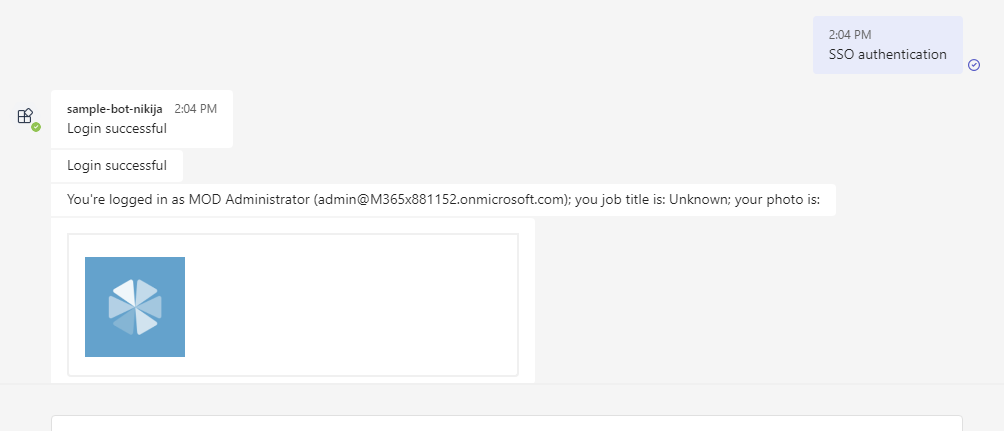 2:04 PM
SSO authentication
sample-bot-nikija 2:04 PM
Login successful
Login successful
You're logged in as MOD Administrator (admin@M365x881152.onmicrosoft.com); you job title is: Unknown; your photo is: